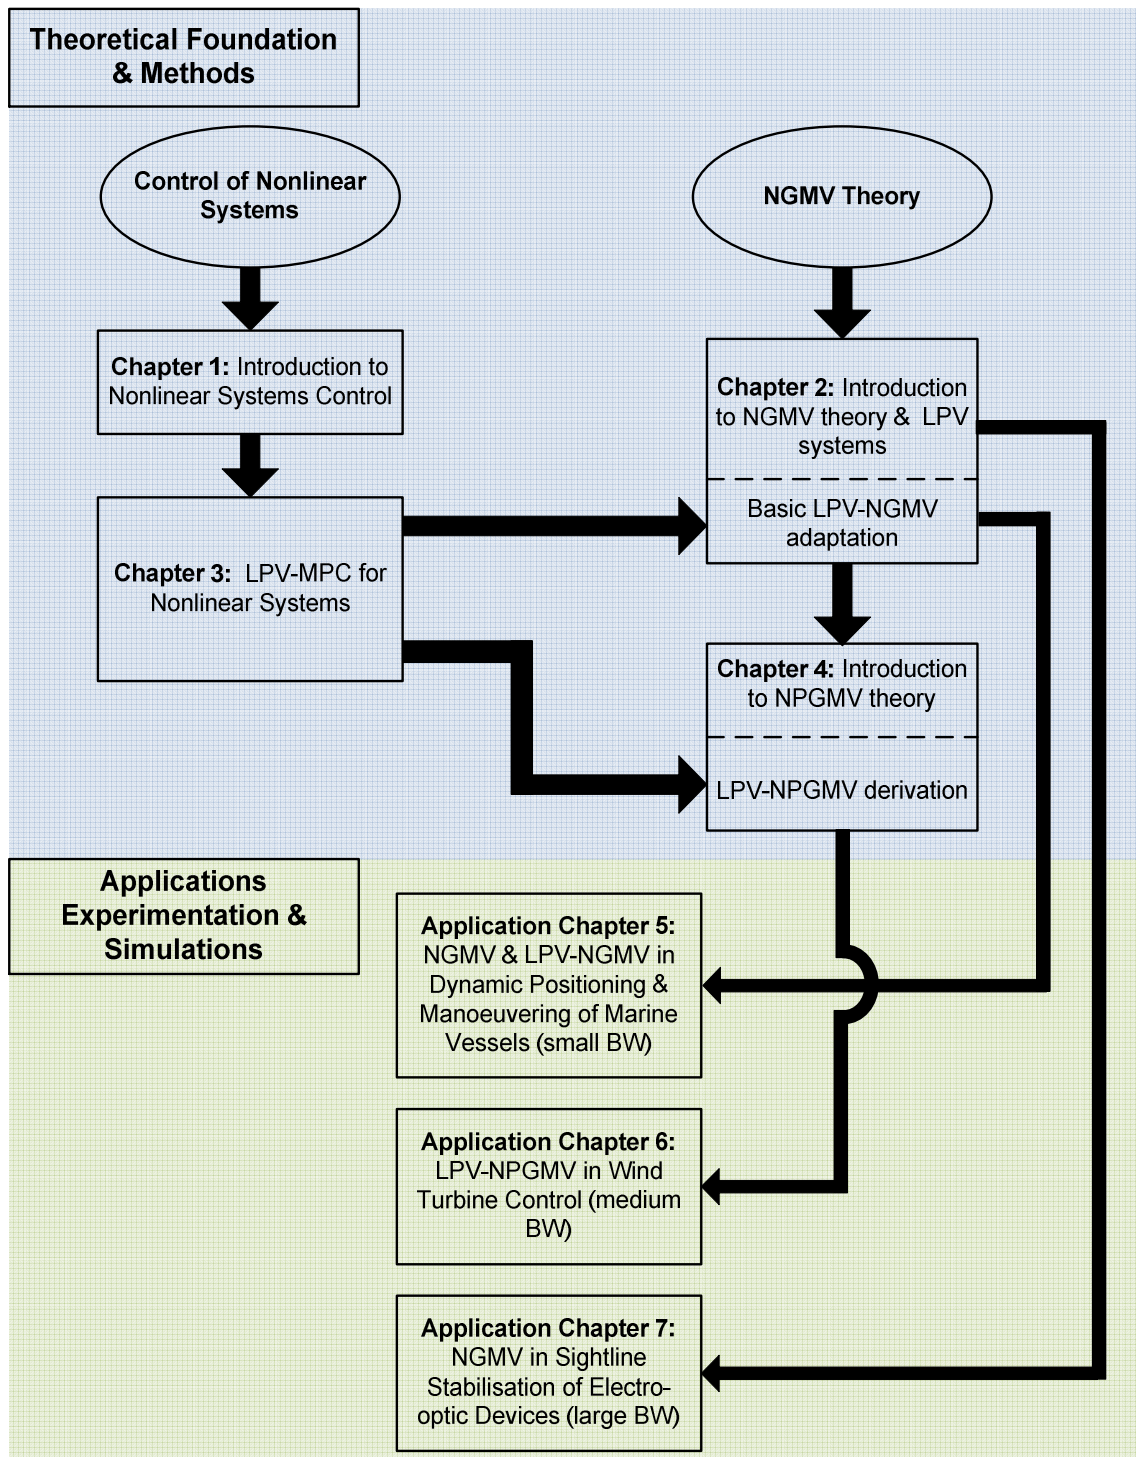 Theoretical Foundation
& Methods
Control of Nonlinear
Systems
NGMV Theory
Chapter 1: Introduction to
Nonlinear Systems Control
Chapter 2: Introduction
to NGMV theory & LPV
systems
Basic LPV-NGMV
adaptation
Chapter 3: LPV-MPC for
Nonlinear Systems
Chapter 4: Introduction
to NPGMV theory
LPV-NPGMV derivation
Applications
Experimentation &
Simulations
Application Chapter 5:
NGMV & LPV-NGMV in
Dynamic Positioning &
Manoeuvering of Marine
Vessels (small BW)
Application Chapter 6:
LPV-NPGMV in Wind
Turbine Control (medium
BW)
Application Chapter 7:
NGMV in Sightline
Stabilisation of Electro-
optic Devices (large BW)